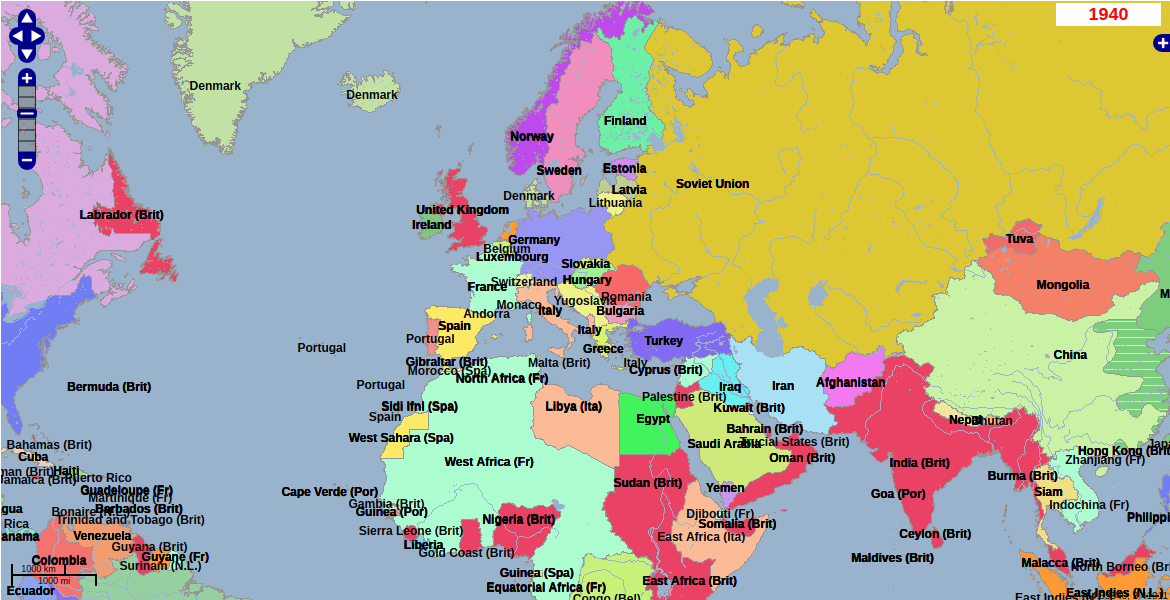 1940
Denmark
Denmark
Finland
Norway
Estonia
Sweden
Soviet Union
Latvia
Denmark
Lithuania
United Kingdom
Labrador (Brit)
Ireland
Tuva
Germany
Belgium
Luxembourg
Slovakia
Hungary
Switzerland
Mongolia
France
M
Romania
Yugoslavia
Monaco
Italy
Bulgaria
Andorra
Spain
Italy
Portugal
Turkey
Portugal
Greece
China
Gibraltar (Brit)
Malta (Brit)
Italy
Morocco (Spa)
Cyprus (Brit)
North Africa (Fr)
Afghanistan
Portugal
Bermuda (Brit)
Iraq
Iran
Palestine (Brit)
Sidi Ifni (Spa)
Libya (Ita)
Kuwait (Brit)
Spain
Egypt
Nepal
Bhutan
Bahrain (Brit)
West Sahara (Spa)
Trucial States (Brit)
Saudi Arabia
Bahamas (Brit)
Japa
Hong Kong (Brit
Cuba
Oman (Brit)
Zhanjiang (Fr)
West Africa (Fr)
India (Brit)
man (Brit)
Haiti
Burma (Brit)
Jamaica (Brit)
Puerto Rico
Sudan (Brit)
Yemen
Guadeloupe (Fr)
Cape Verde (Por)
Siam
Goa (Por)
Martinique (Fr)
Gambia (Brit)
Indochina (Fr)
gua
Barbados (Brit)
Bonaire (N.L.)
Guinea (Por)
Djibouti (Fr)
Philippi
Trinidad and Tobago (Brit)
Nigeria (Brit)
Rica
Somalia (Brit)
Sierra Leone (Brit)
Ceylon (Brit)
anama
Venezuela
East Africa (Ita)
Liberia
Guyana (Brit)
Gold Coast (Brit)
Guyane (Fr)
Maldives (Brit)
Colombia
Malacca (Brit)
Surinam (N.L.)
North Borneo (Brit
1000 km
Guinea (Spa)
1000 mi
East Africa (Brit)
Equatorial Africa (Fr)
Ecuador
East Indies (N.L.)
Congo (Bel)
East Indies